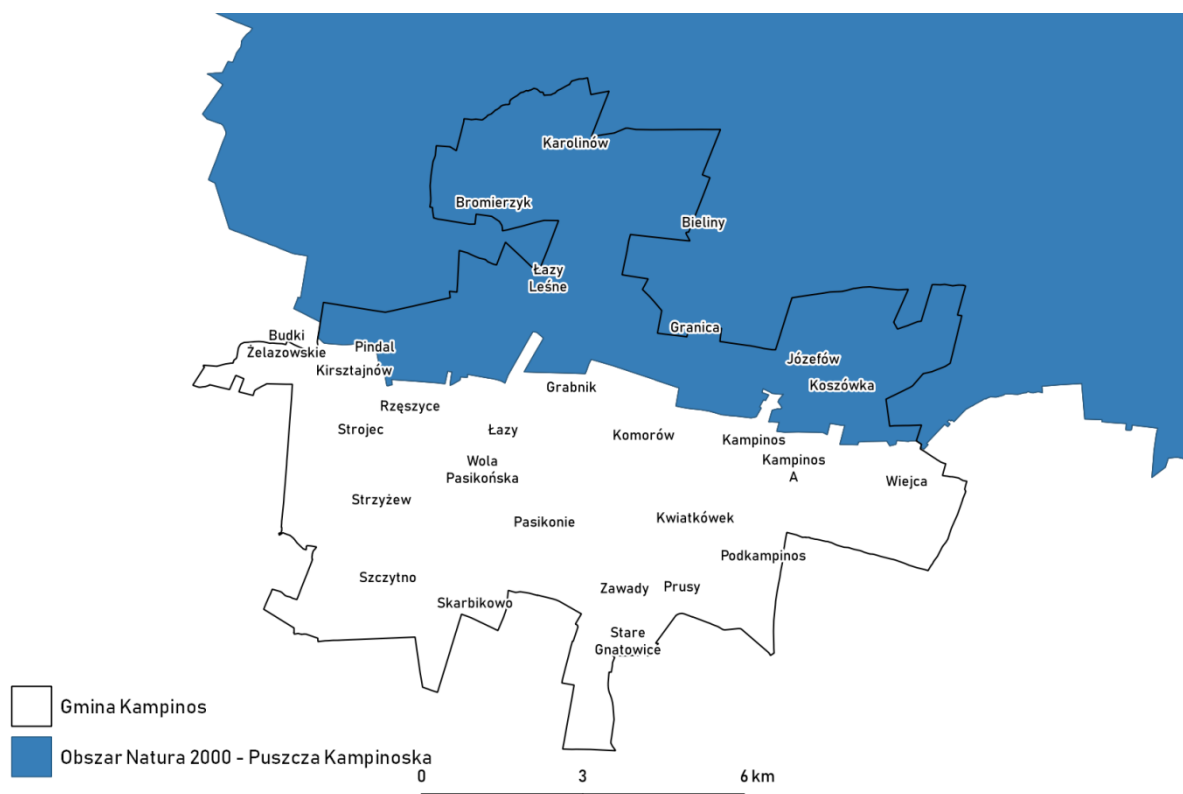 Karolinów
Bromierzyk
Bieliny
Łazy
Leśne
Granica
Budki
Żelazowskie
Pindal
Kirsztajnów
Józefów
Koszówka
Grabnik
Rzęszyce
Strojec
Łazy
Komorów
Kampinos
Kampinos
A
Wola
Pasikońska
Wiejca
Strzyżew
Pasikonie
Kwiatkówek
Podkampinos
Szczytno
Skarbikowo
Zawady
Prusy
Stare
Gnatowice
Gmina Kampinos
Obszar Natura 2000 - Puszcza Kampinoska
0 3 6 km